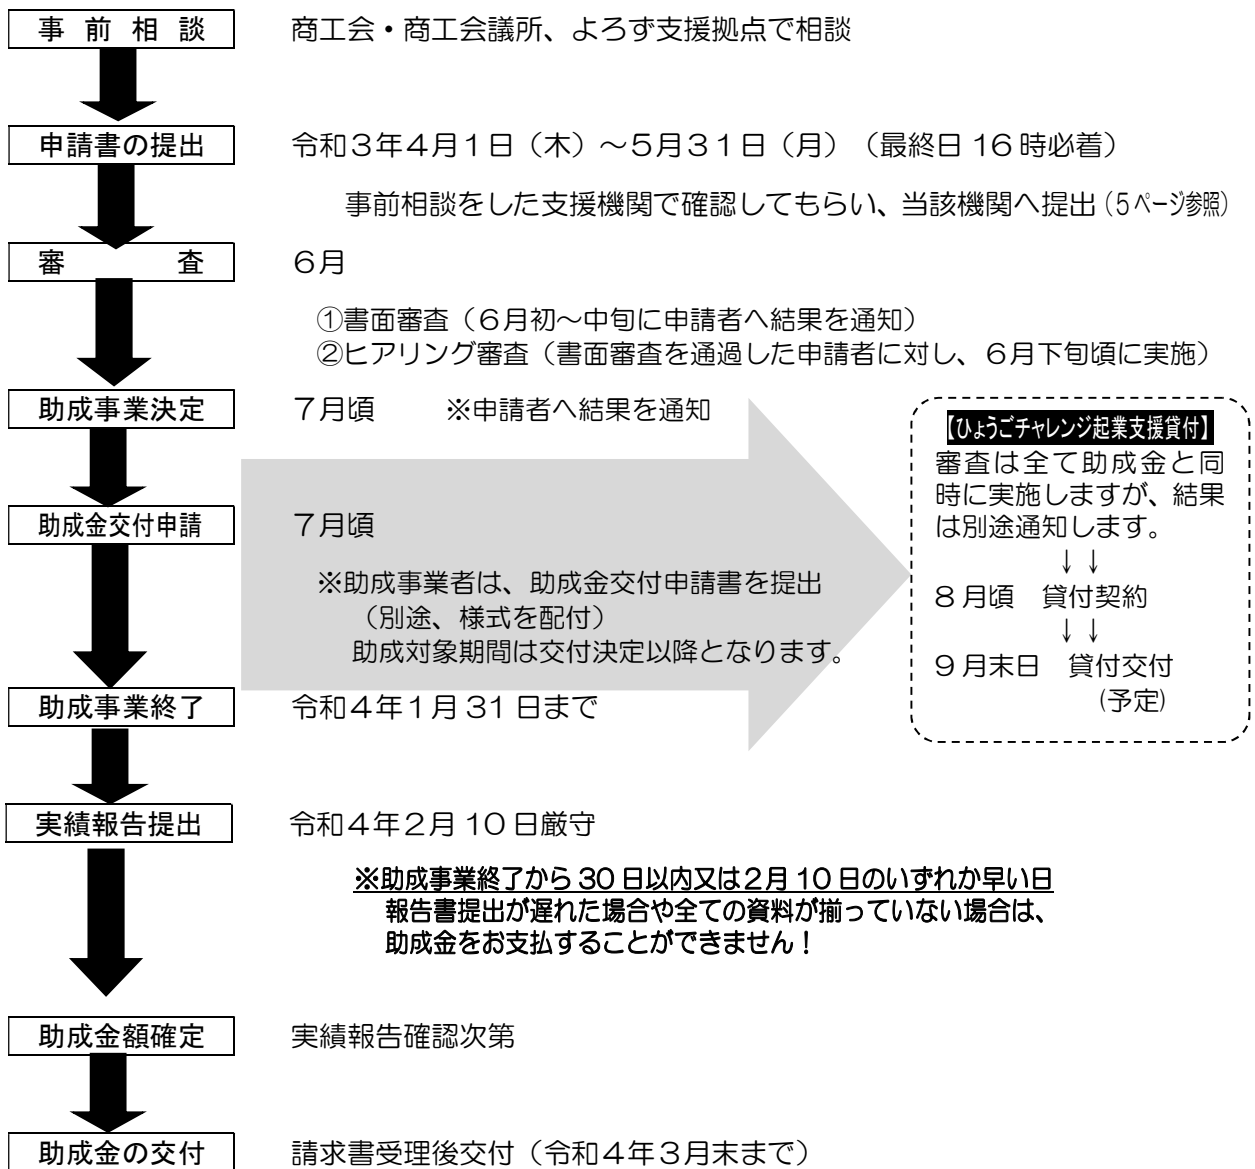 事前相談 商工会・商工会議所、よろず支援拠点で相談
申請書の提出 令和３年４月１日（木）～５月３１日（月）（最終日 16 時必着）
事前相談をした支援機関で確認してもらい、当該機関へ提出（5ページ参照）
審査 ６月
①書面審査（６月初～中旬に申請者へ結果を通知）
②ヒアリング審査（書面審査を通過した申請者に対し、６月下旬頃に実施）
助成事業決定 ７月頃 ※申請者へ結果を通知
助成金交付申請 ７月頃
※助成事業者は、助成金交付申請書を提出
（別途、様式を配付）
助成対象期間は交付決定以降となります。
【ひょうごチャレンジ起業支援貸付】
審査は全て助成金と同
時に実施しますが、結果
は別途通知します。
↓↓
８月頃 貸付契約
↓↓
９月末日 貸付交付
（予定）
助成事業終了 令和４年１月 31 日まで
実績報告提出 令和４年２月 10 日厳守
※助成事業終了から 30 日以内又は２月 10 日のいずれか早い日
報告書提出が遅れた場合や全ての資料が揃っていない場合は、
助成金をお支払することができません！
助成金額確定 実績報告確認次第
助成金の交付 請求書受理後交付（令和４年３月末まで）